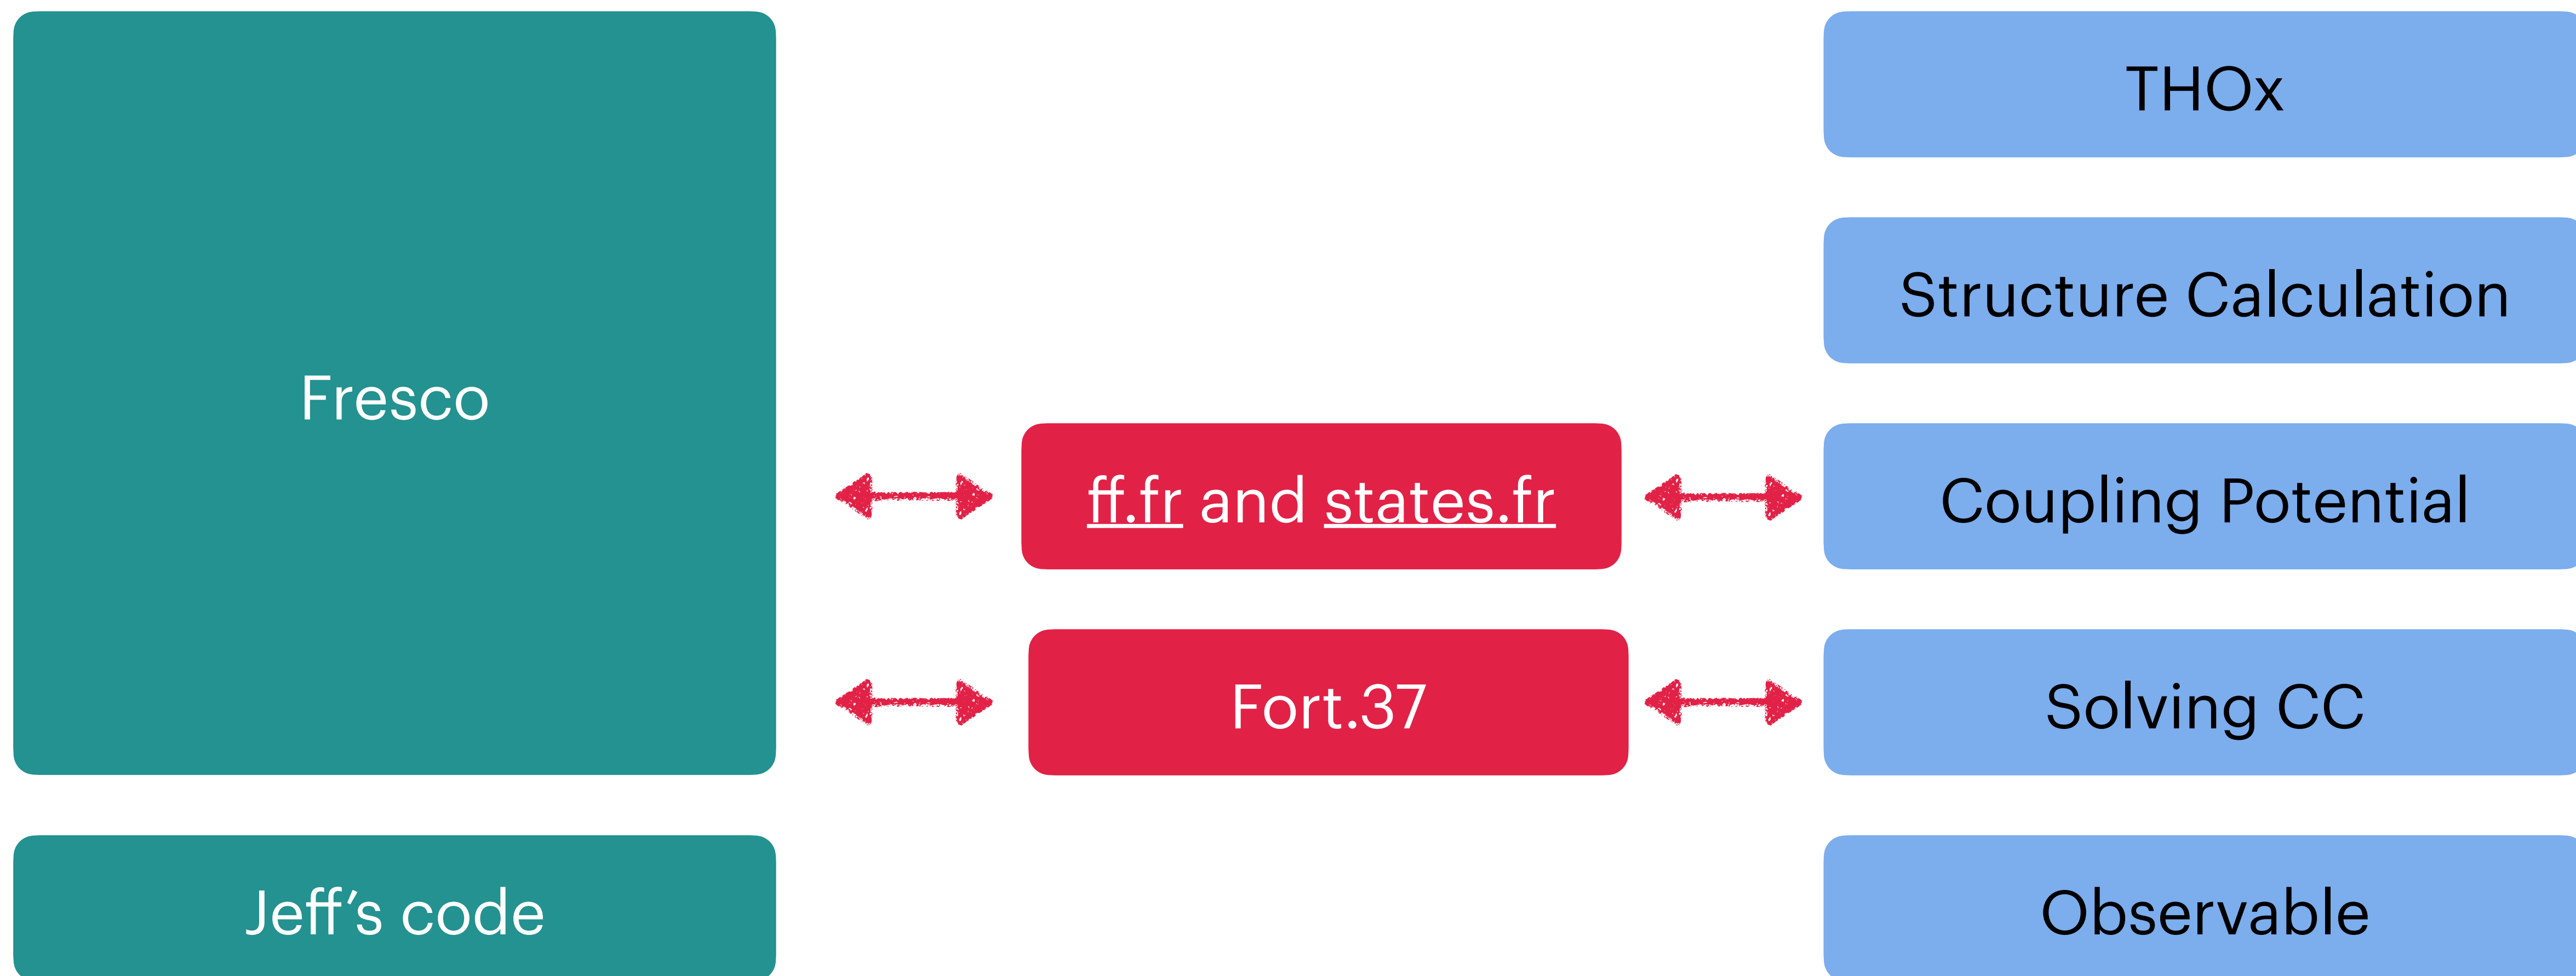 THOx
Structure Calculation
Fresco
ff.fr and states.fr
Coupling Potential
Fort.37
Solving CC
Jeff’s code
Observable